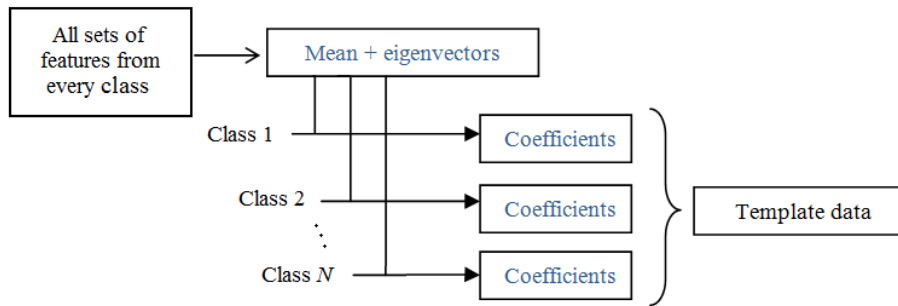 All sets of
features from
every class
Mean + eigenvectors
Class 1
Coefficients
Class 2
Coefficients
Template data
Class N
Coefficients